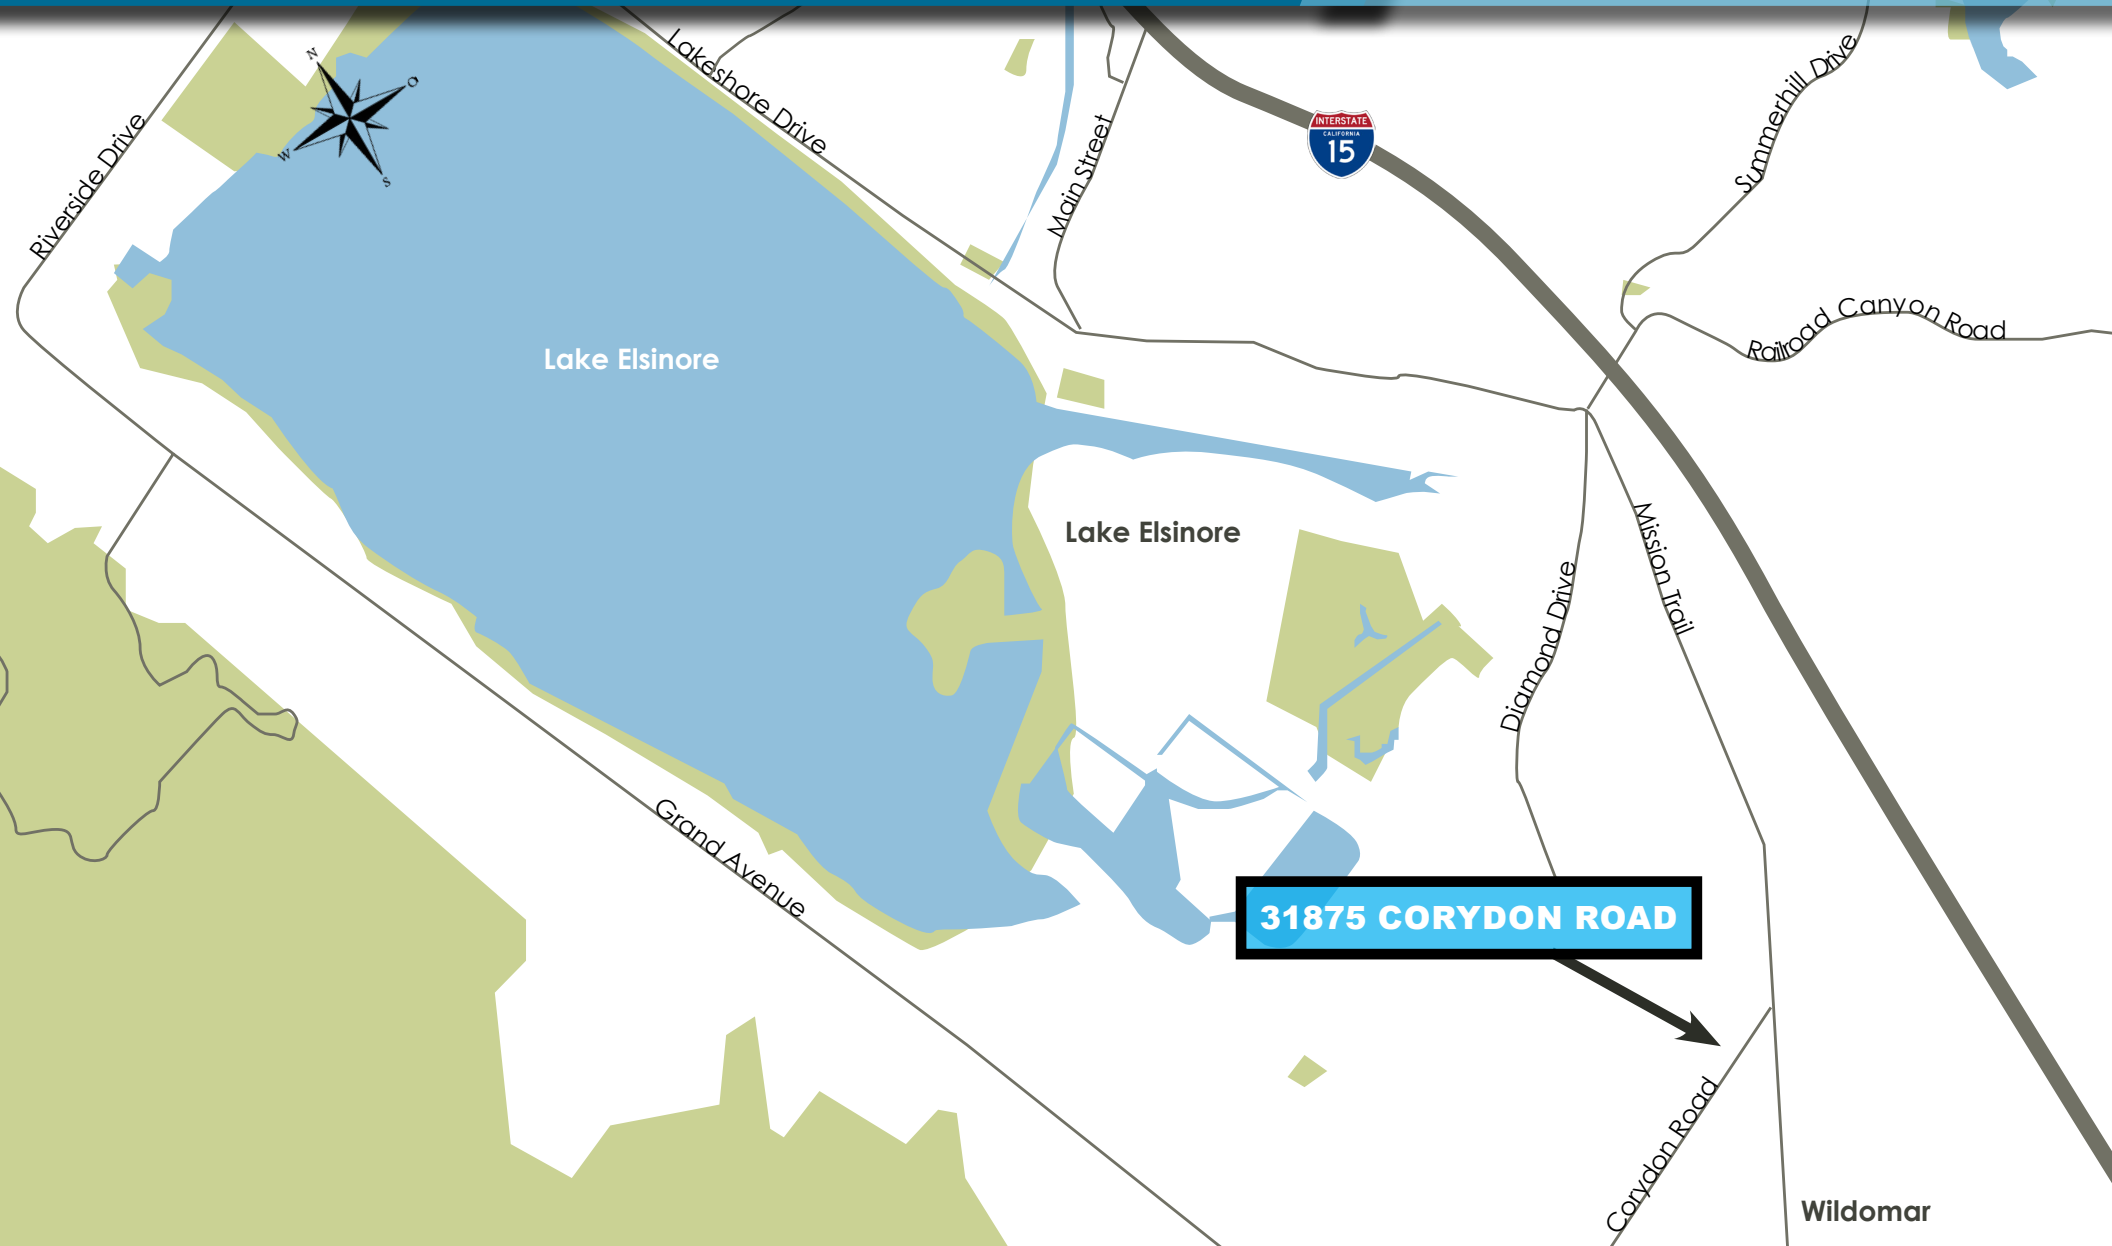 N
O
W
S
Riverside Drive
Lakeshore Drive
Main Street
INTERSTATE
CALIFORNIA
15
Summerhill Drive
Railroad Canyon Road
Lake Elsinore
Lake Elsinore
Mission Trail
Diamond Drive
Grand Avenue
31875 CORYDON ROAD
Corydon Road
Wildomar